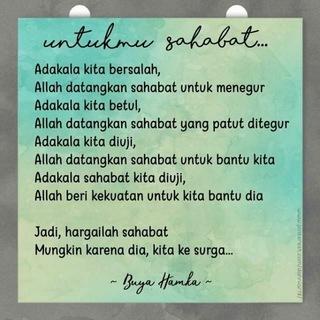 untukmu sahabat...
Adakala kita bersalah,
Allah datangkan sahabat untuk menegur
Adakala kita betul,
Allah datangkan sahabat yang patut ditegur
Adakala kita diuji,
Allah datangkan sahabat untuk bantu kita
Adakala sahabat kita diuji,
Allah beri kekuatan untuk kita bantu dia
Jadi, hargailah sahabat
Mungkin karena dia, kita ke surga...
~ Buya Hamka ~